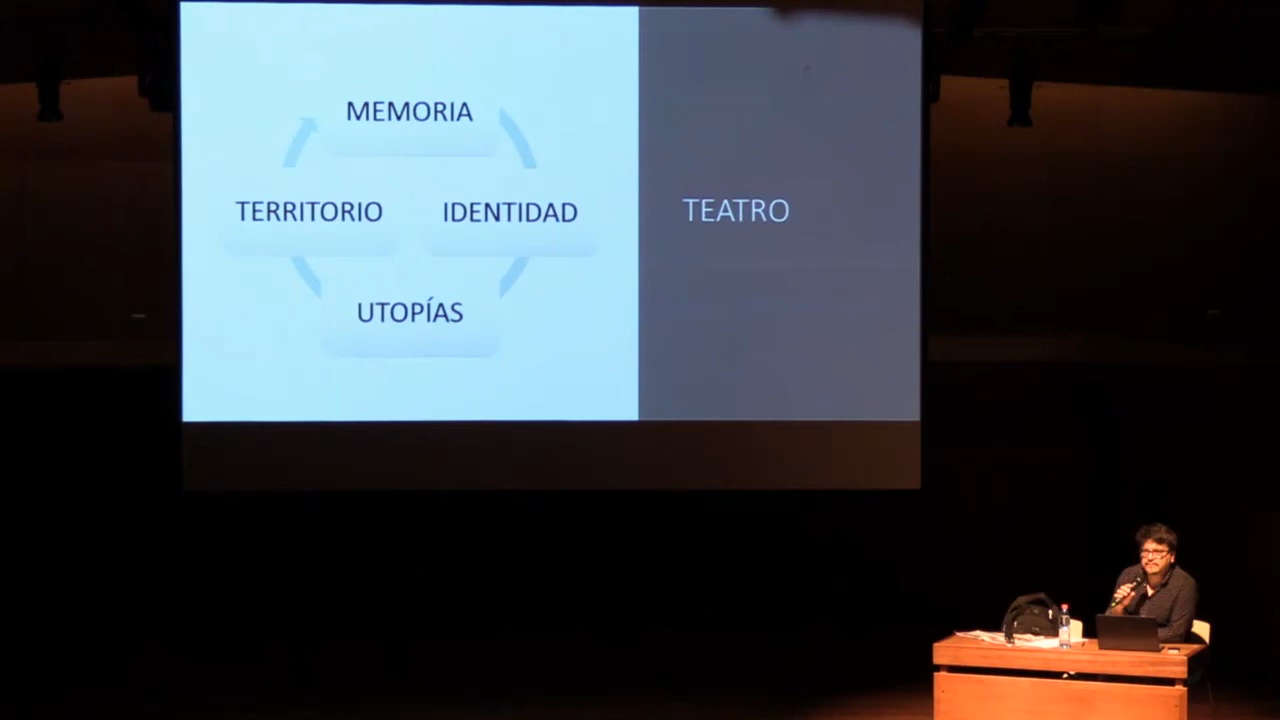 MEMORIA
TERRITORIO
IDENTIDAD
UTOPÍAS
TEATRO